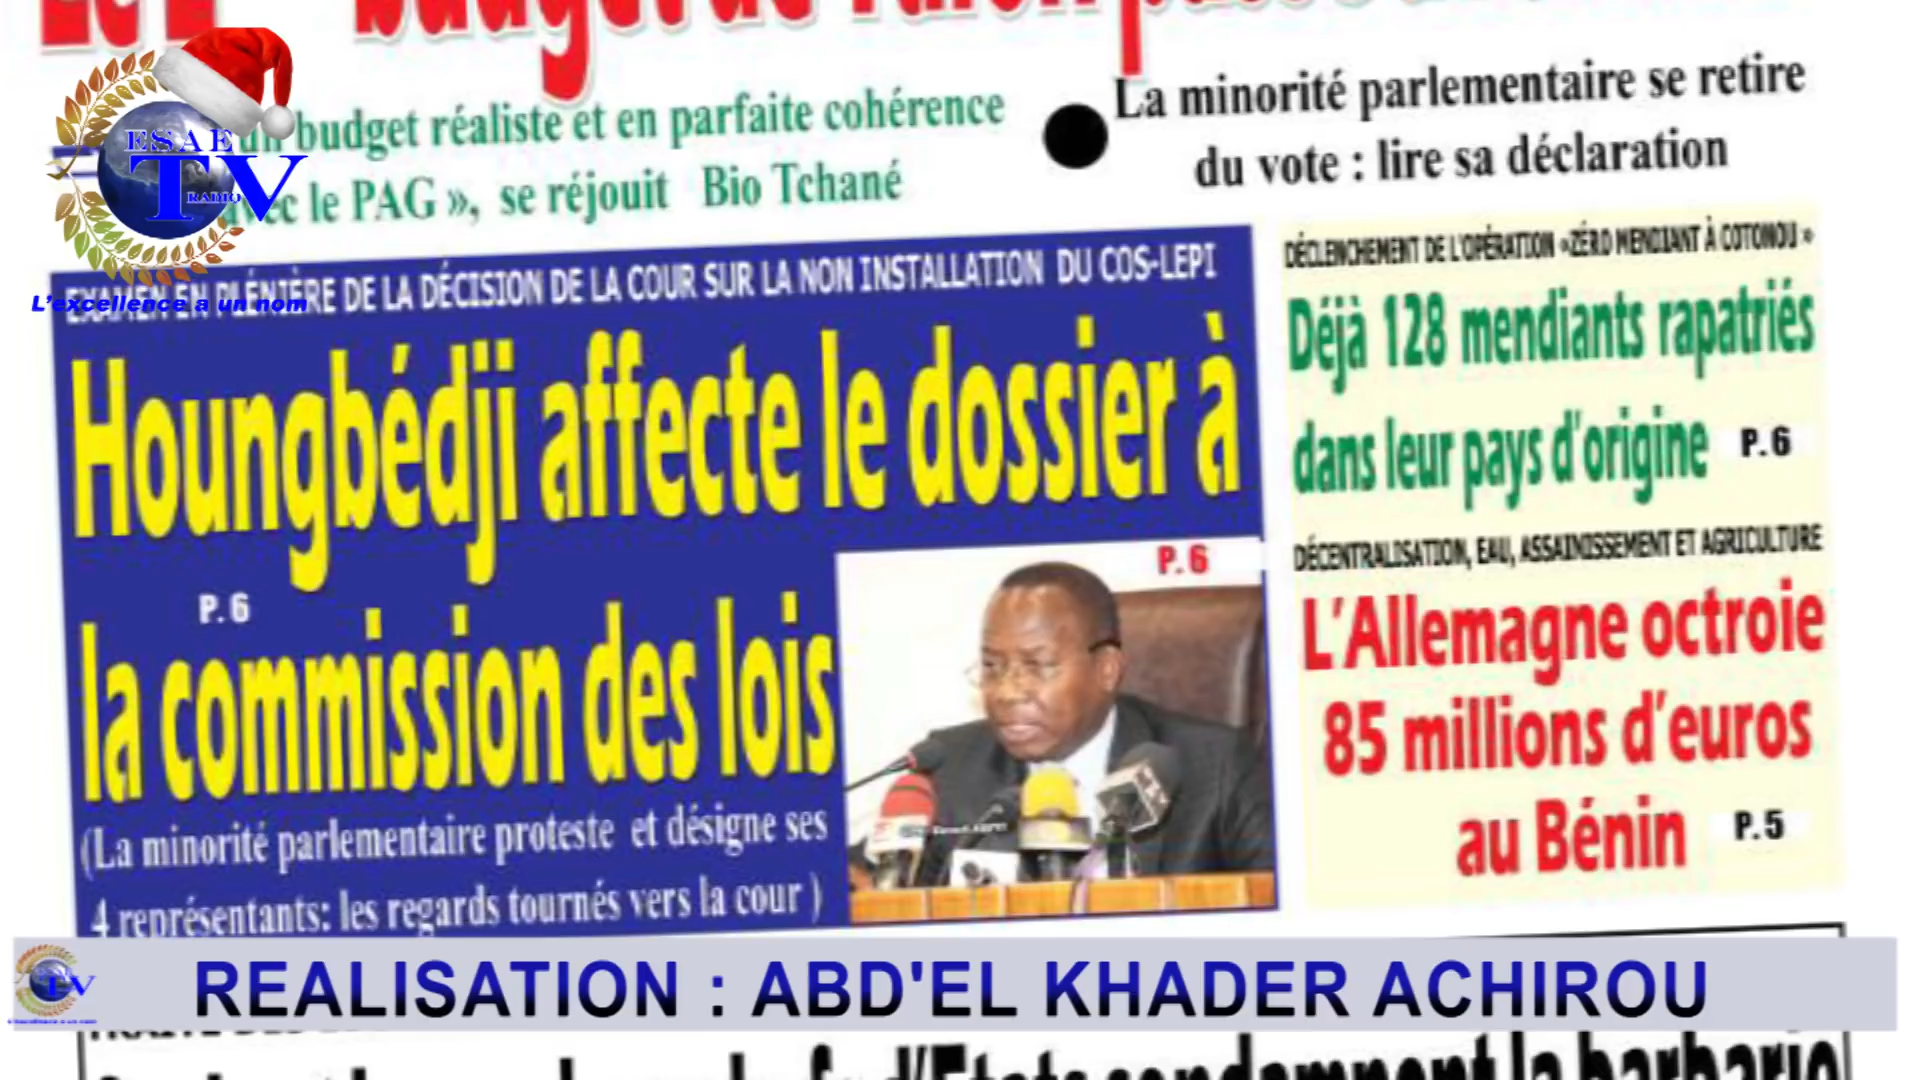 budget réaliste et en parfaite cohérence
avec le PAG », se réjouit Bio Tchané
La minorité parlementaire se retire
du vote : lire sa déclaration
ESAE
TV
RADIO
L'excellence a un nom
EXAMEN EN PLÉNIÈRE DE LA DÉCISION DE LA COUR SUR LA NON INSTALLATION DU COS-LEPI
Houngbédji affecte le dossier à
P. 6
la commission des lois
P. 6
(La minorité parlementaire proteste et désigne ses
4 représentants: les regards tournés vers la cour )
DÉCLENCHEMENT DE L'OPÉRATION «ZÉRO MENDIANT À COTONOU »
Déjà 128 mendiants rapatriés
dans leur pays d'origine P. 6
DÉCENTRALISATION, EAU, ASSAINISSEMENT ET AGRICULTURE
L'Allemagne octroie
85 millions d'euros
au Bénin P. 5
TV
REALISATION : ABD'EL KHADER ACHIROU
d'Etats condamnent la barbarie